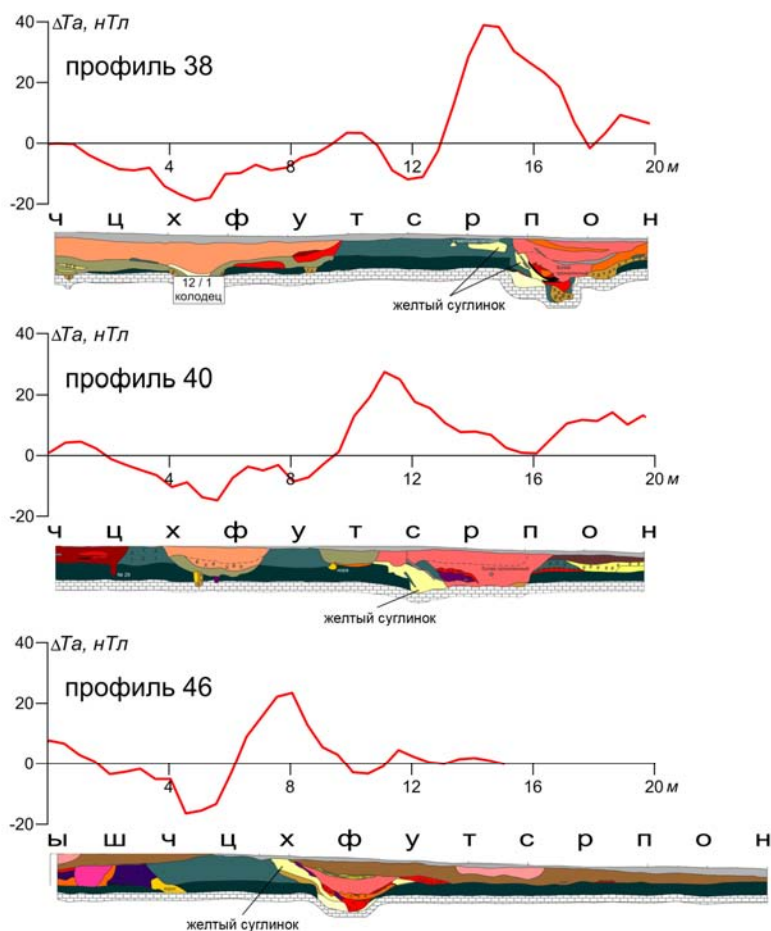 ΔTa, нТл
профиль 38
40
20
0
-20
4 8 12 16 20 м
ч ц х ф у т с р п о н
12 / 1
колодец
желтый суглинок
ΔTa, нТл
профиль 40
40
20
0
-20
4 8 12 16 20 м
ч ц х ф у т с р п о н
желтый суглинок
ΔTa, нТл
профиль 46
40
20
0
-20
4 8 12 16 20 м
ы ш ч ц х ф у т с р п о н
желтый суглинок